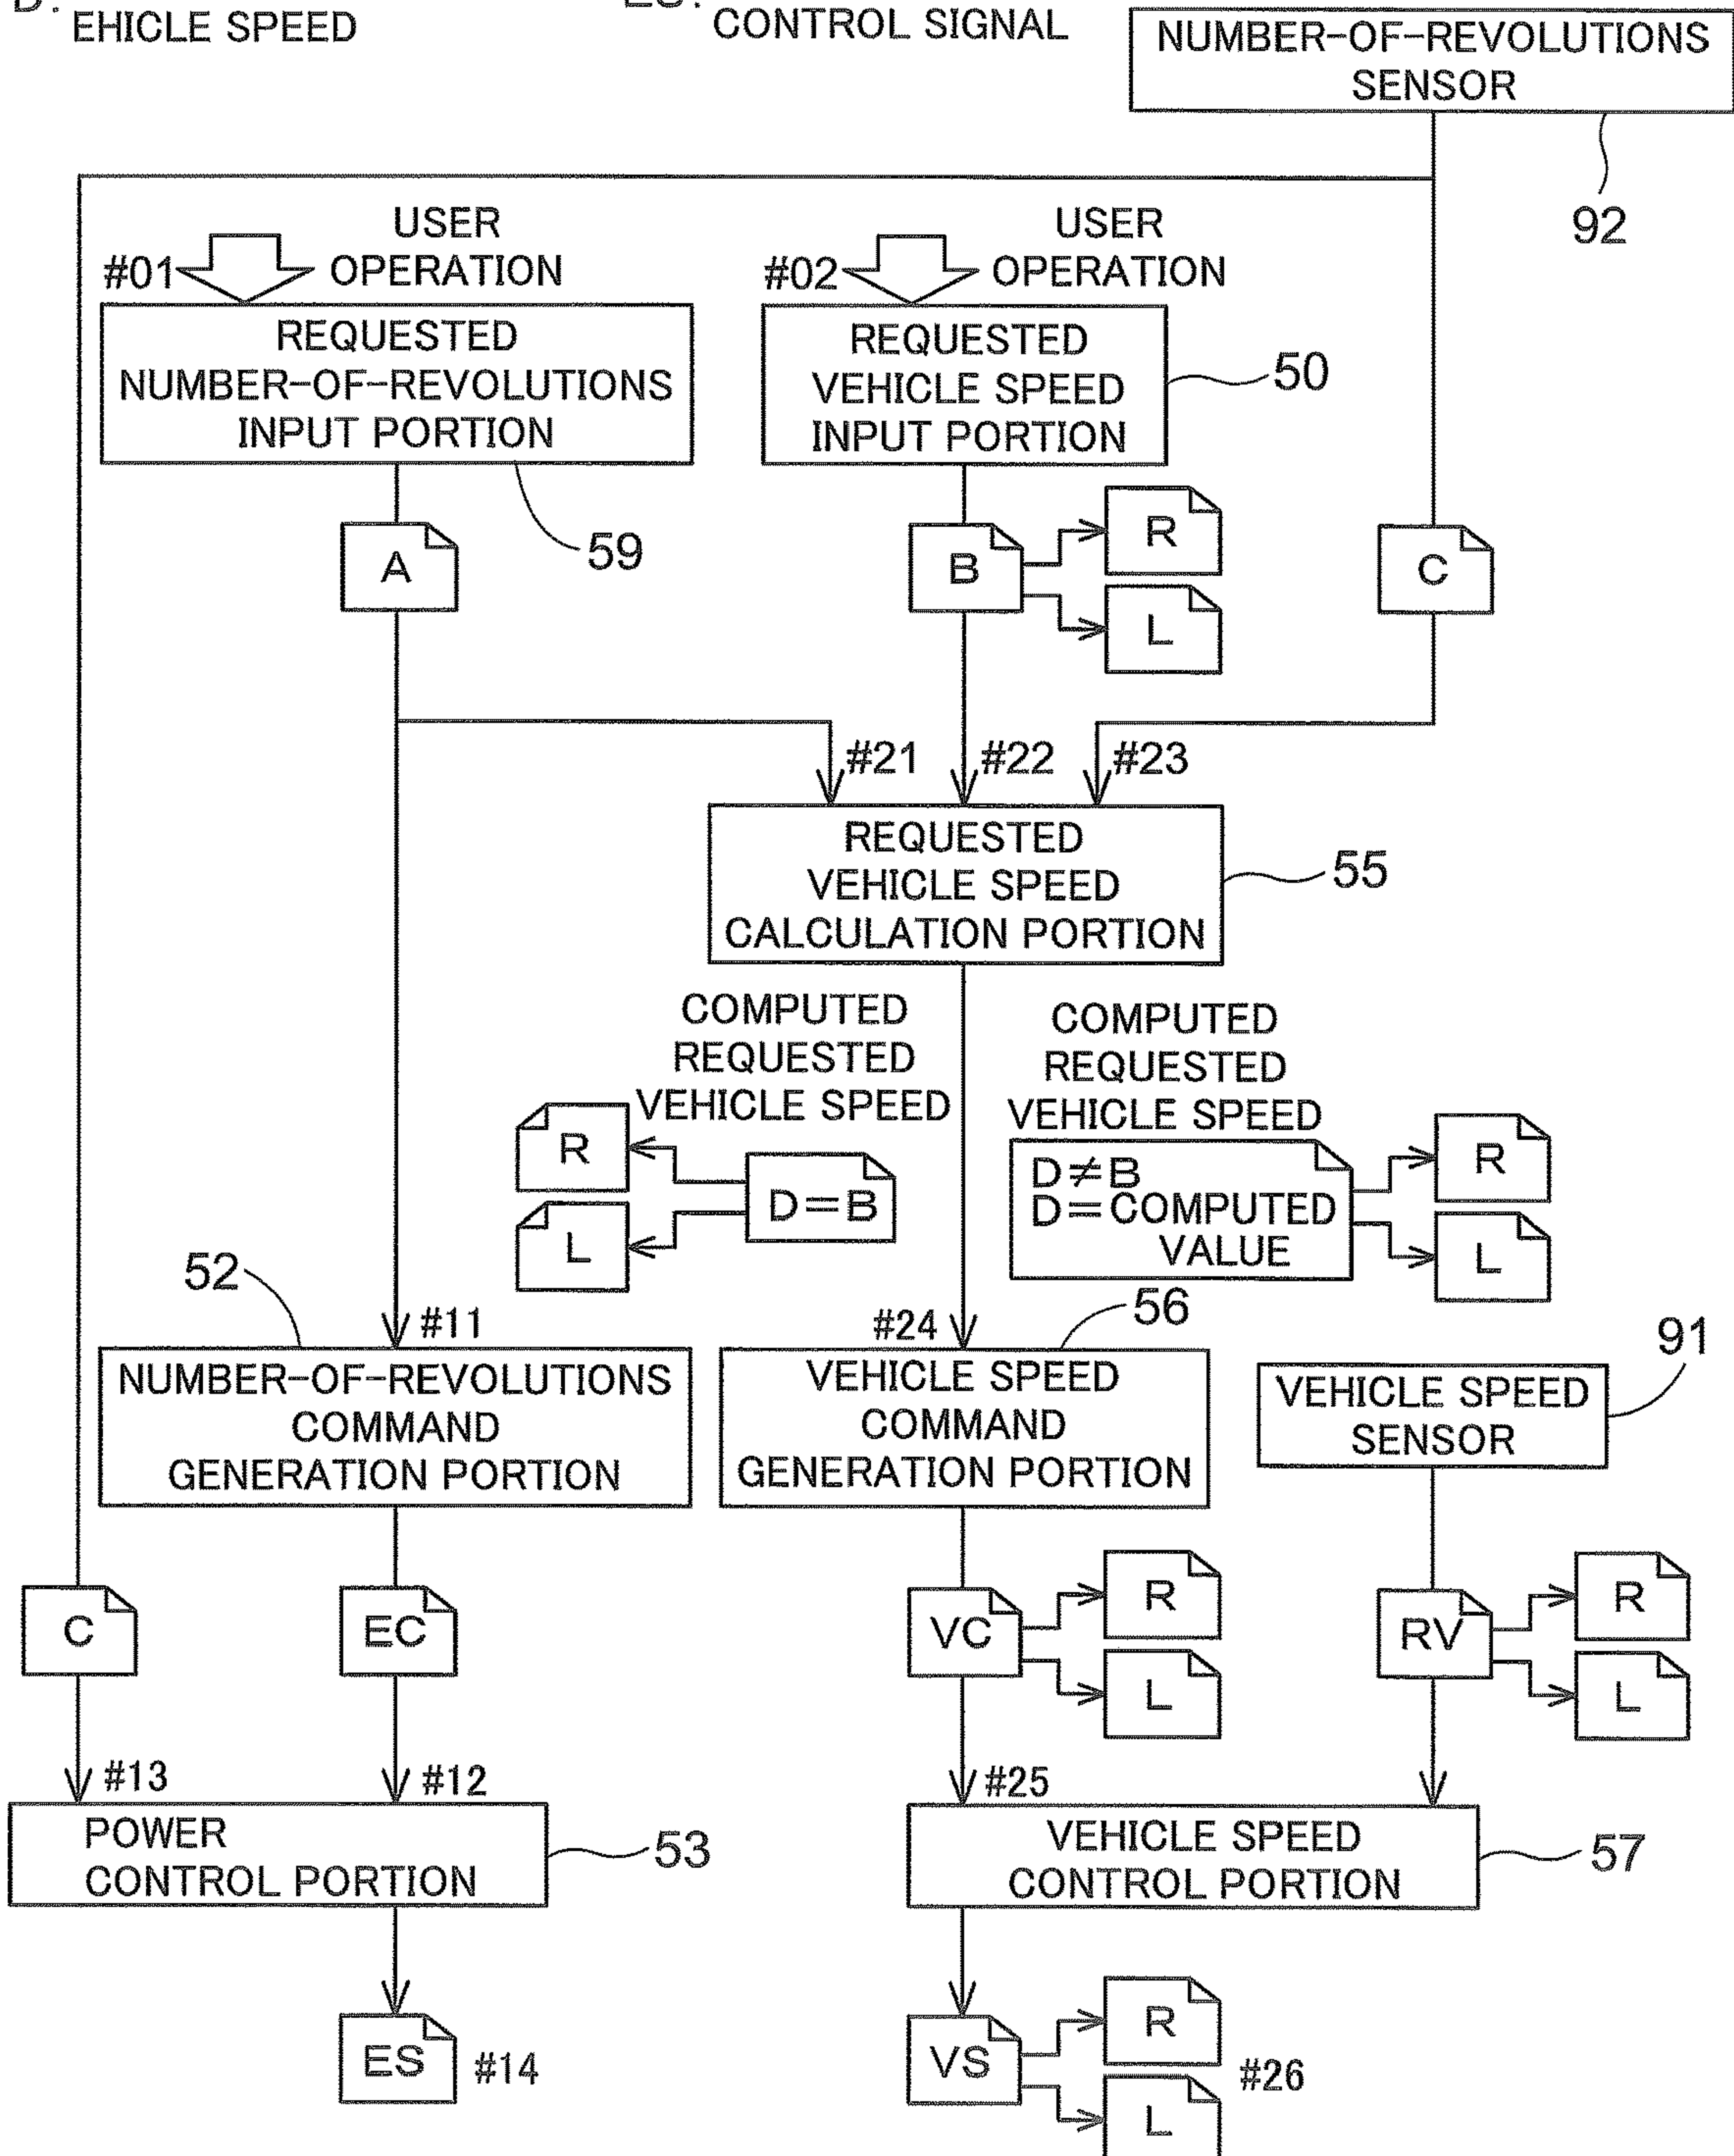 EHICLE SPEED
CONTROL SIGNAL
NUMBER-OF-REVOLUTIONS
SENSOR
92
#01
USER
OPERATION
#02
USER
OPERATION
REQUESTED
NUMBER-OF-REVOLUTIONS
INPUT PORTION
59
REQUESTED
VEHICLE SPEED
INPUT PORTION
50
A
B
R
L
C
#21
#22
#23
REQUESTED
VEHICLE SPEED
CALCULATION PORTION
55
COMPUTED
REQUESTED
VEHICLE SPEED
R
L
D=B
COMPUTED
REQUESTED
VEHICLE SPEED
D≠B
D=COMPUTED
VALUE
R
L
52
#11
#24
56
91
NUMBER-OF-REVOLUTIONS
COMMAND
GENERATION PORTION
VEHICLE SPEED
COMMAND
GENERATION PORTION
VEHICLE SPEED
SENSOR
C
EC
VC
R
L
RV
R
L
#13
#12
#25
POWER
CONTROL PORTION
53
VEHICLE SPEED
CONTROL PORTION
57
ES
#14
VS
R
L
#26